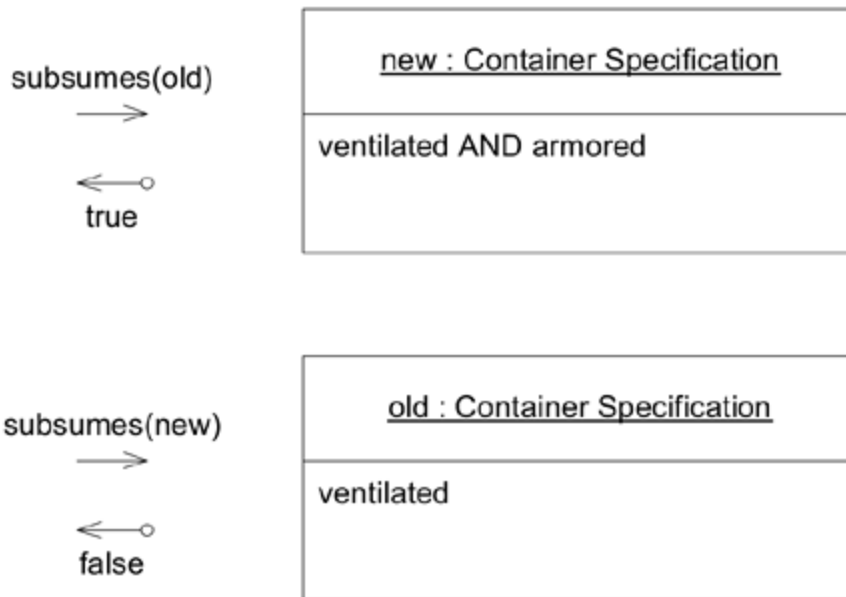 new : Container Specification
subsumes(old)
ventilated AND armored
true
old : Container Specification
subsumes(new)
ventilated
false